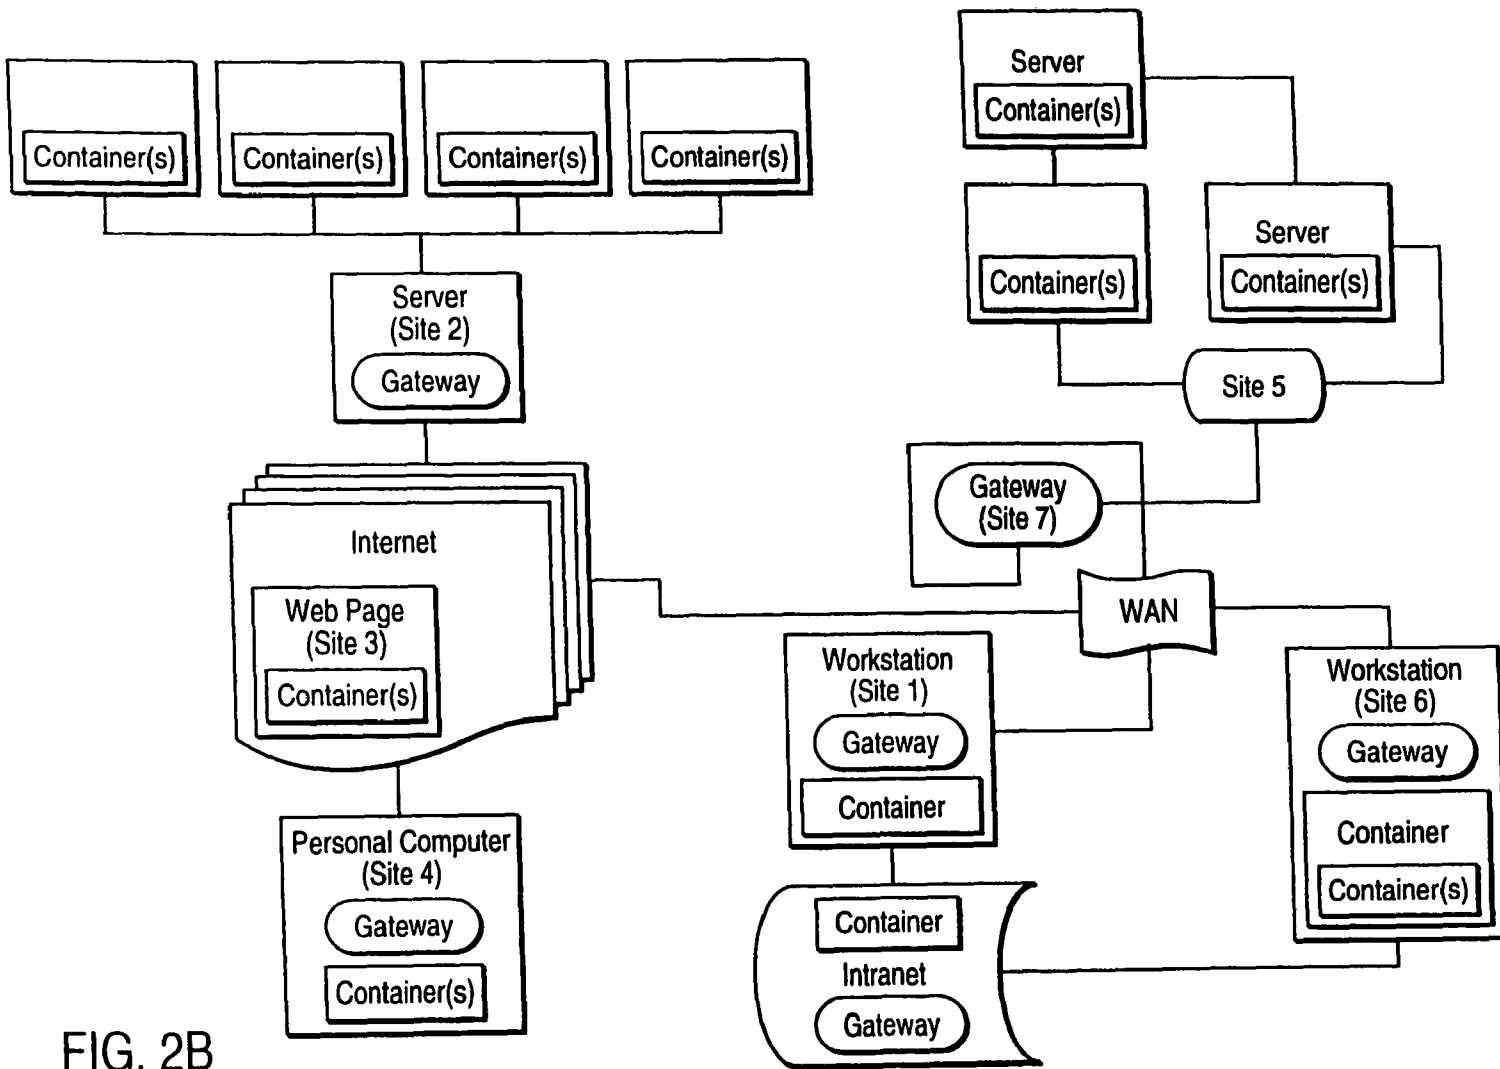 Container(s)
Container(s)
Container(s)
Container(s)
Server
(Site 2)
Gateway
Internet
Web Page
(Site 3)
Container(s)
Personal Computer
(Site 4)
Gateway
Container(s)
Server
Container(s)
Container(s)
Server
Container(s)
Site 5
Gateway
(Site 7)
WAN
Workstation
(Site 1)
Gateway
Container
Workstation
(Site 6)
Gateway
Container
Container(s)
Container
Intranet
Gateway
FIG. 2B